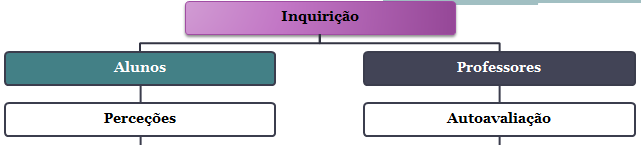 Inquirição
Alunos
Professores
Perceções
Autoavaliação